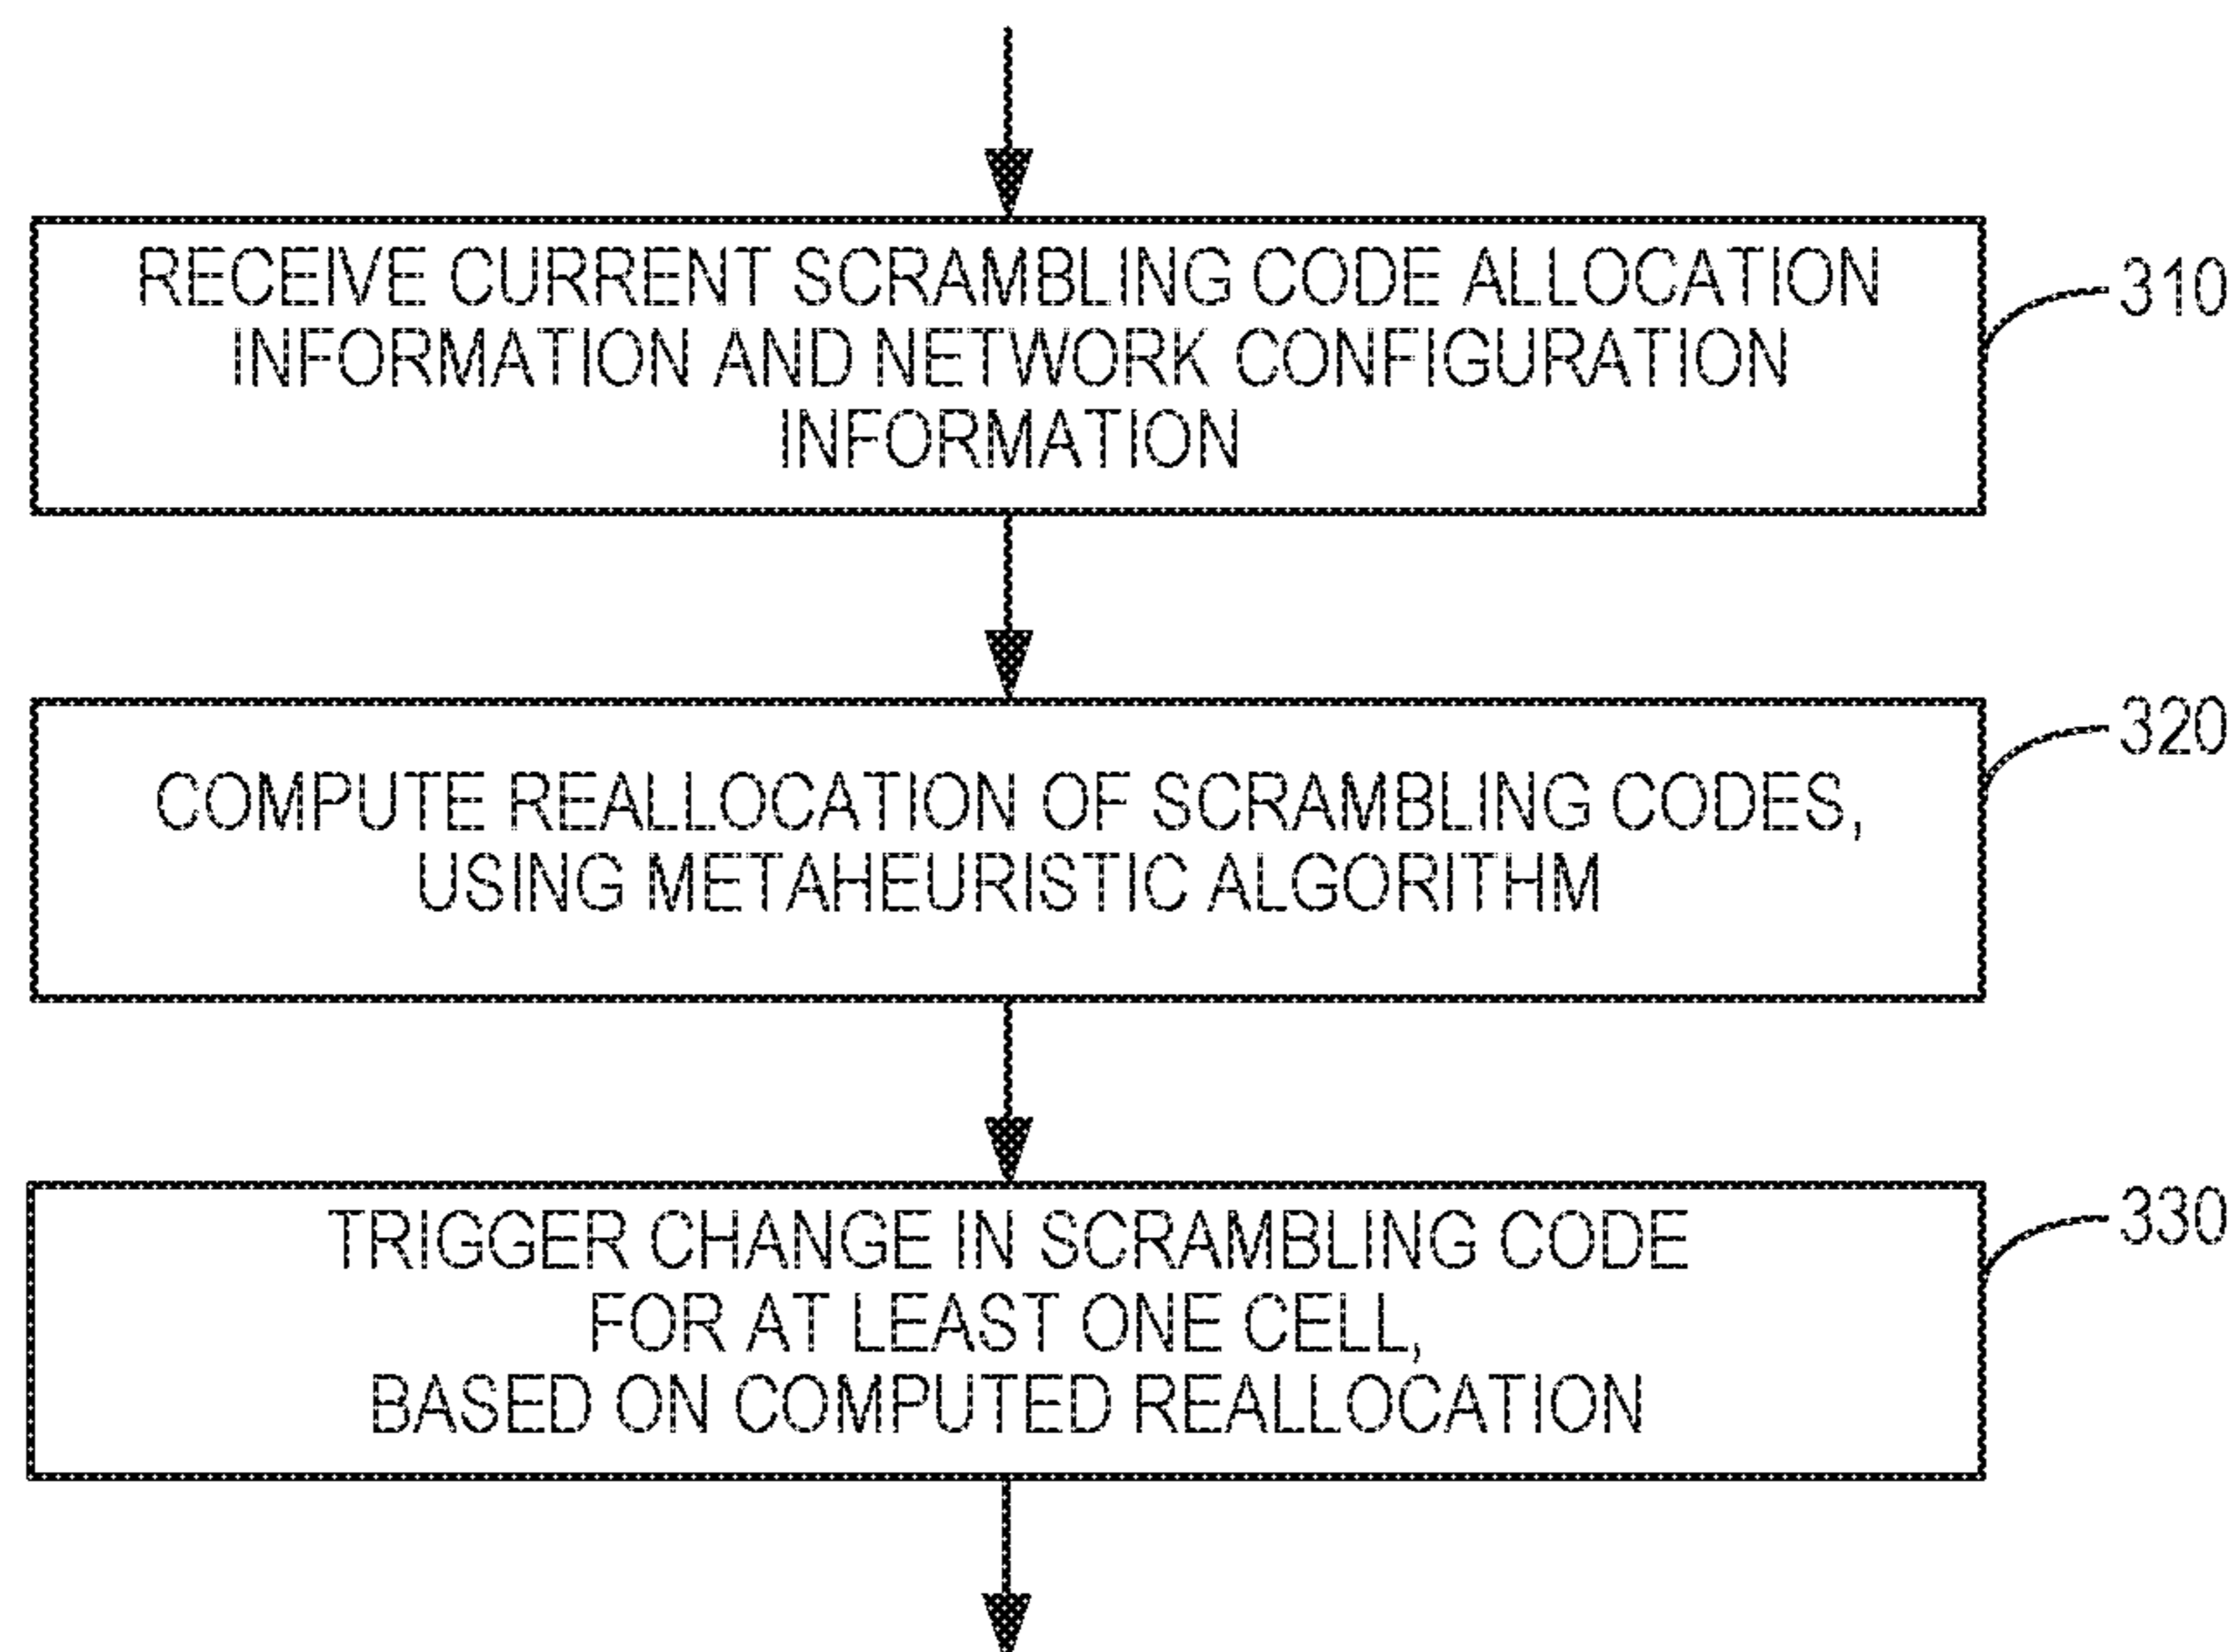 RECEIVE CURRENT SCRAMBLING CODE ALLOCATION
INFORMATION AND NETWORK CONFIGURATION
INFORMATION
310
COMPUTE REALLOCATION OF SCRAMBLING CODES,
USING METAHEURISTIC ALGORITHM
320
TRIGGER CHANGE IN SCRAMBLING CODE
FOR AT LEAST ONE CELL,
BASED ON COMPUTED REALLOCATION
330